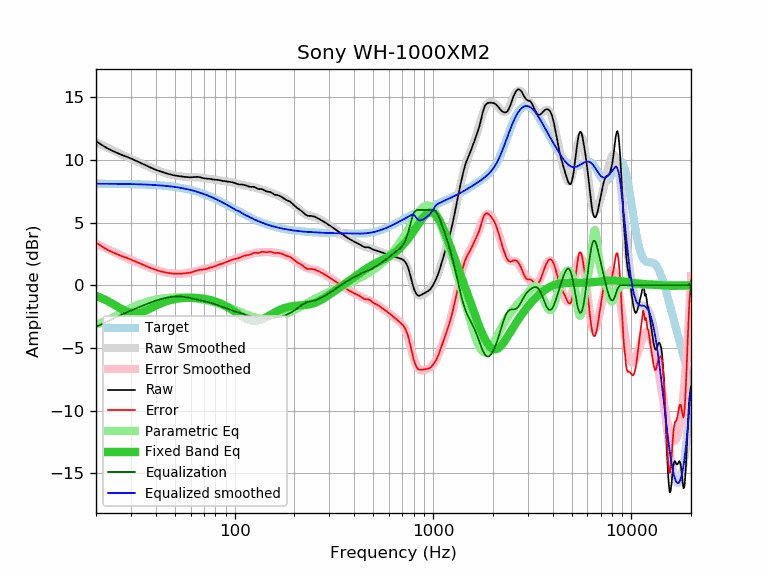 Sony WH-1000XM2
Amplitude (dBr)
15
10
5
0
−5
−10
−15
Target
Raw Smoothed
Error Smoothed
Raw
Error
Parametric Eq
Fixed Band Eq
Equalization
Equalized smoothed
100
1000
10000
Frequency (Hz)